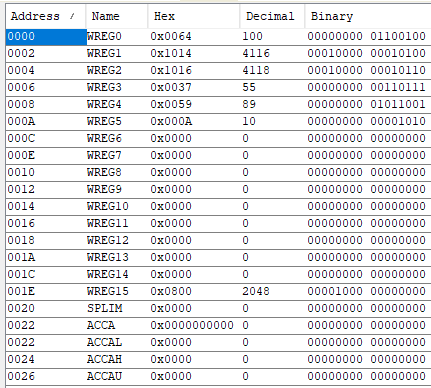 Address / Name Hex Decimal Binary
0000 WREG0 0x0064 100 00000000 01100100
0002 WREG1 0x1014 4116 00010000 00010100
0004 WREG2 0x1016 4118 00010000 00010110
0006 WREG3 0x0037 55 00000000 00110111
0008 WREG4 0x0059 89 00000000 01011001
000A WREG5 0x000A 10 00000000 00001010
000C WREG6 0x0000 0 00000000 00000000
000E WREG7 0x0000 0 00000000 00000000
0010 WREG8 0x0000 0 00000000 00000000
0012 WREG9 0x0000 0 00000000 00000000
0014 WREG10 0x0000 0 00000000 00000000
0016 WREG11 0x0000 0 00000000 00000000
0018 WREG12 0x0000 0 00000000 00000000
001A WREG13 0x0000 0 00000000 00000000
001C WREG14 0x0000 0 00000000 00000000
001E WREG15 0x0800 2048 00001000 00000000
0020 SPLIM 0x0000 0 00000000 00000000
0022 ACCA 0x0000000000 0 00000000 00000000
0022 ACCAL 0x0000 0 00000000 00000000
0024 ACCAH 0x0000 0 00000000 00000000
0026 ACCAU 0x0000 0 00000000 00000000